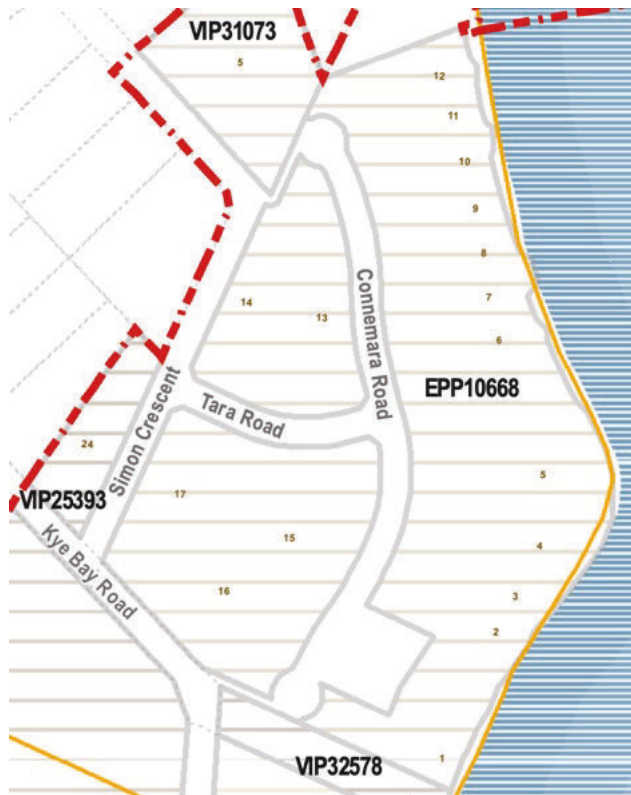 VIP31073
5
12
11
10
9
8
7
6
14
13
Connemara Road
EPP10668
Tara Road
Simon Crescent
24
VIP25393
17
15
16
Kye Bay Road
5
4
3
2
1
VIP32578